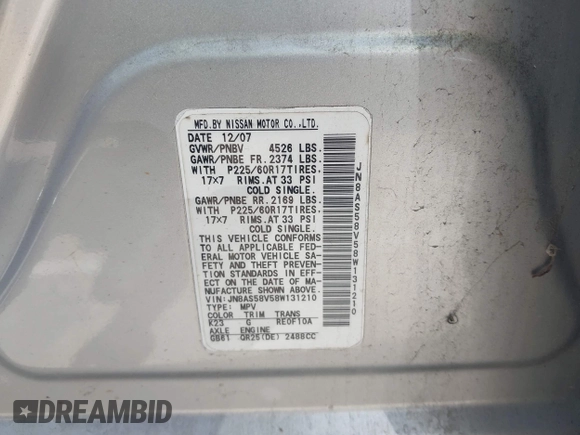 MFD.BY NISSAN MOTOR CO.,LTD.
DATE 12/07
GVWR/PNBV 4526 LBS.
GAWR/PNBE FR. 2374 LBS.
WITH P225/60R17TIRES.
17×7 RIMS.AT 33 PSI
COLD SINGLE.
GAWR/PNBE RR. 2169 LBS.
WITH P225/60R17TIRES.
17×7 RIMS.AT 33 PSI
COLD SINGLE.
THIS VEHICLE CONFORMS
TO ALL APPLICABLE FED-
ERAL MOTOR VEHICLE SA-
FETY AND THEFT PREVENTION
STANDARDS IN EFFECT
ON THE DATE OF MA-
NUFACTURE SHOWN ABOVE
VIN:JN8AS58V58W131210
TYPE: MPV
COLOR TRIM TRANS
K23 G RE0F10A
AXLE ENGINE
GB61 QR25(DE) 2488CC
JN8AS58V58W131210
DREAMBID